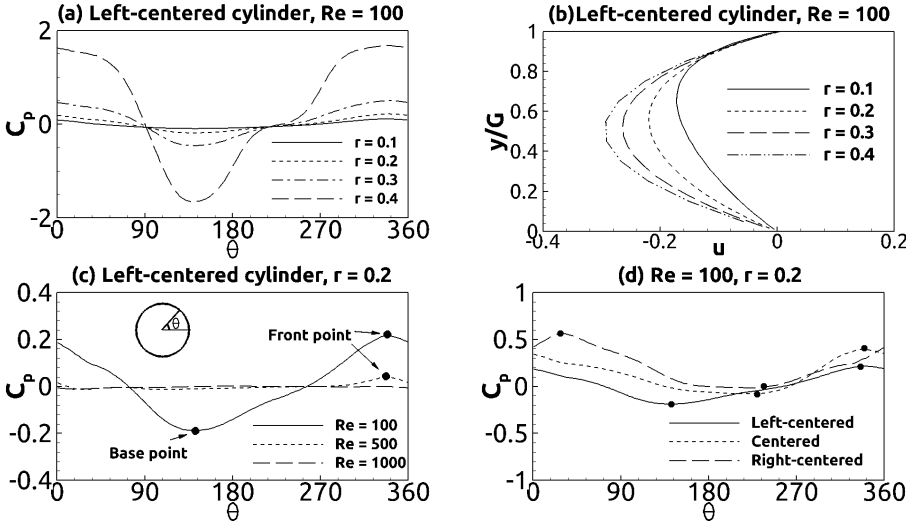 (a) Left-centered cylinder, Re = 100
2
0
-2
Cp
r = 0.1
r = 0.2
r = 0.3
r = 0.4
0 90 180 270 360
θ
(b)Left-centered cylinder, Re = 100
1
0.8
0.6
0.4
0.2
0
y/G
r = 0.1
r = 0.2
r = 0.3
r = 0.4
-0.4 -0.2 0 0.2
u
(c) Left-centered cylinder, r = 0.2
0.4
0.2
0
-0.2
-0.4
Cp
θ
Front point
Base point
Re = 100
Re = 500
Re = 1000
0 90 180 270 360
θ
(d) Re = 100, r = 0.2
1
0.5
0
-0.5
-1
Cp
Left-centered
Centered
Right-centered
0 90 180 270 360
θ